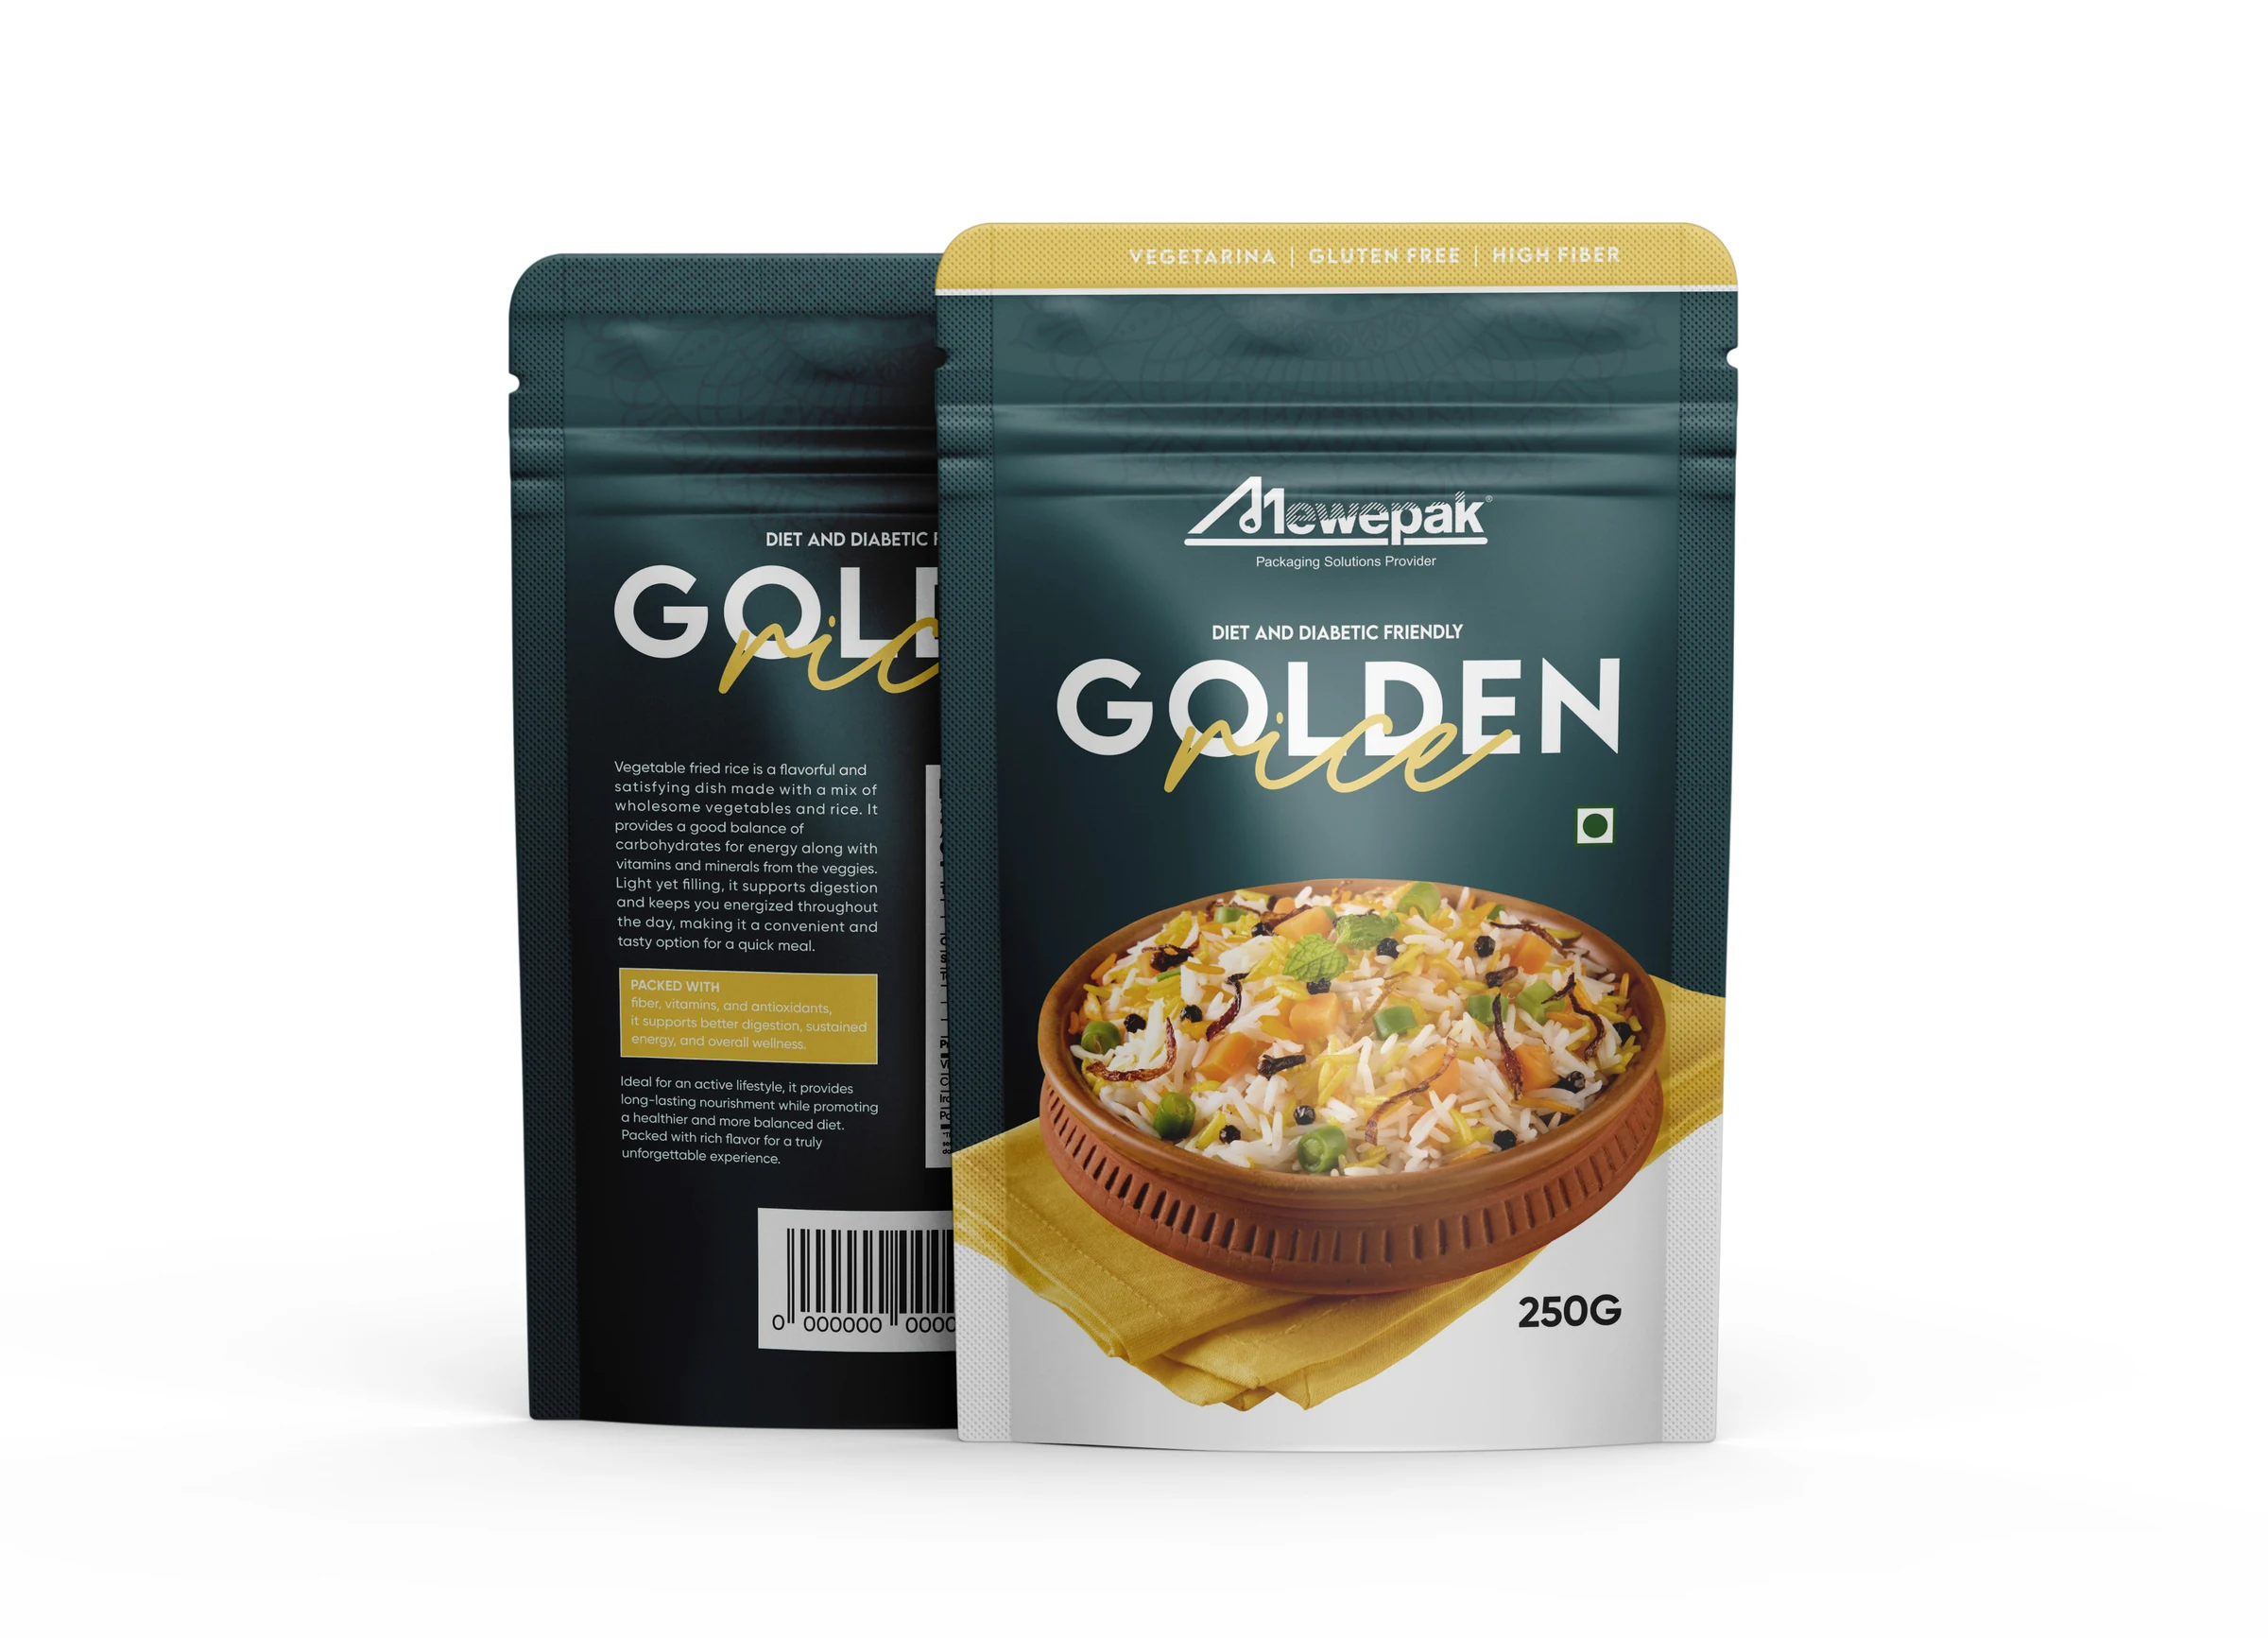 DIET AND DIABETIC
GOL
ric
Vegetable fried rice is a flavorful and
satisfying dish made with a mix of
wholesome vegetables and rice. It
provides a good balance of
carbohydrates for energy along with
vitamins and minerals from the veggies.
Light yet filling, it supports digestion
and keeps you energized throughout
the day, making it a convenient and
tasty option for a quick meal.
PACKED WITH
fiber, vitamins, and antioxidants,
it supports better digestion, sustained
energy, and overall wellness.
Ideal for an active lifestyle, it provides
long-lasting nourishment while promoting
a healthier and more balanced diet.
Packed with rich flavor for a truly
unforgettable experience.
0 000000 0000
VEGETARINA | GLUTEN FREE | HIGH FIBER
Mewepak®
Packaging Solutions Provider
DIET AND DIABETIC FRIENDLY
GOLDEN
rice
250G